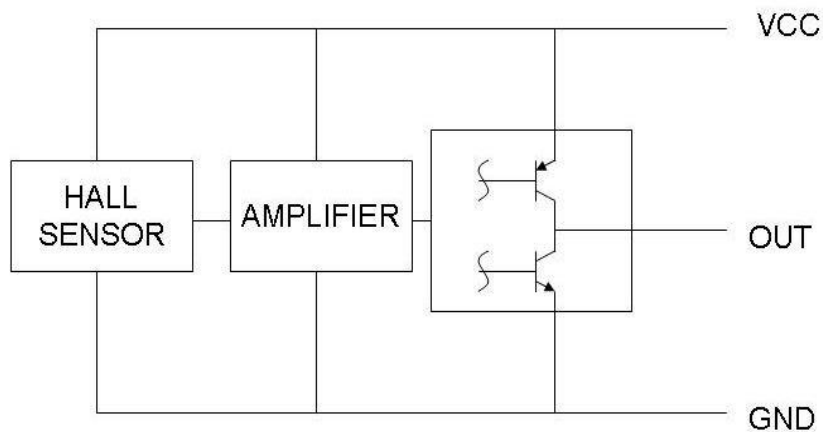 VCC
HALL
SENSOR
AMPLIFIER
OUT
GND